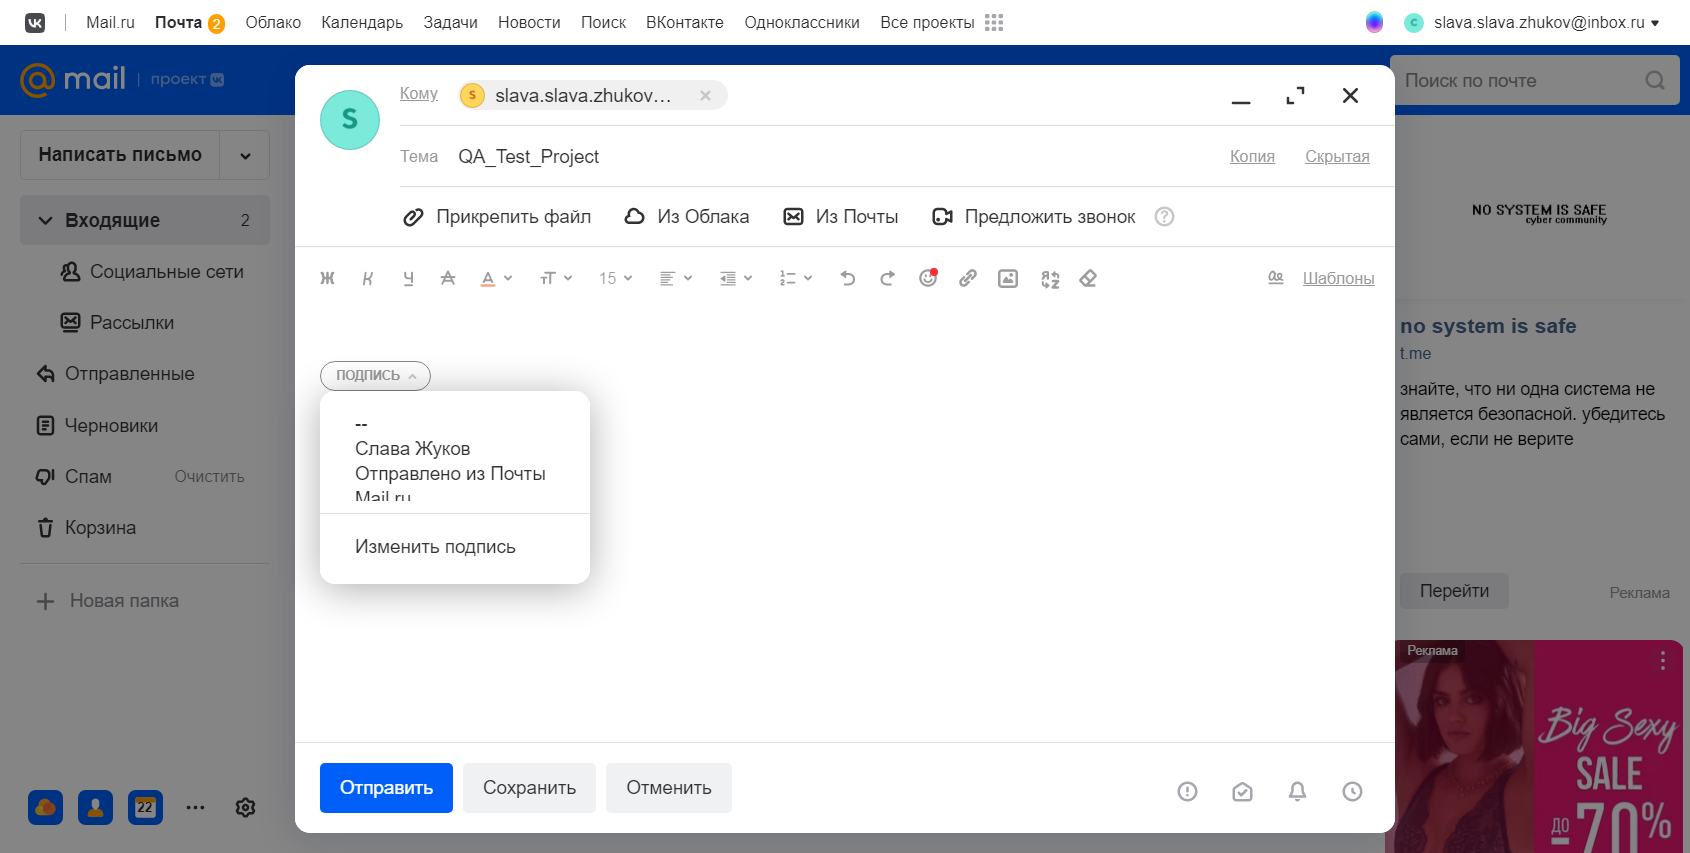 Mail.ru Почта 2 Облако Календарь Задачи Новости Поиск ВКонтакте Одноклассники Все проекты C slava.slava.zhukov@inbox.ru
mail проект
Поиск по почте
Написать письмо
Входящие 2
Социальные сети
Рассылки
Отправленные
Черновики
Спам Очистить
Корзина
Новая папка
22
S
Кому S slava.slava.zhukov...
Тема QA_Test_Project Копия Скрытая
Прикрепить файл Из Облака Из Почты Предложить звонок ?
Ж К Ч А А тТ 15 Шаблоны
ПОДПИСЬ
--
Слава Жуков
Отправлено из Почты
Mail.ru
Изменить подпись
Отправить Сохранить Отменить
NO SYSTEM IS SAFE
cyber community
no system is safe
t.me
знайте, что ни одна система не
является безопасной. убедитесь
сами, если не верите
Перейти Реклама
Реклама
Big Sexy
SALE
ДО -70%